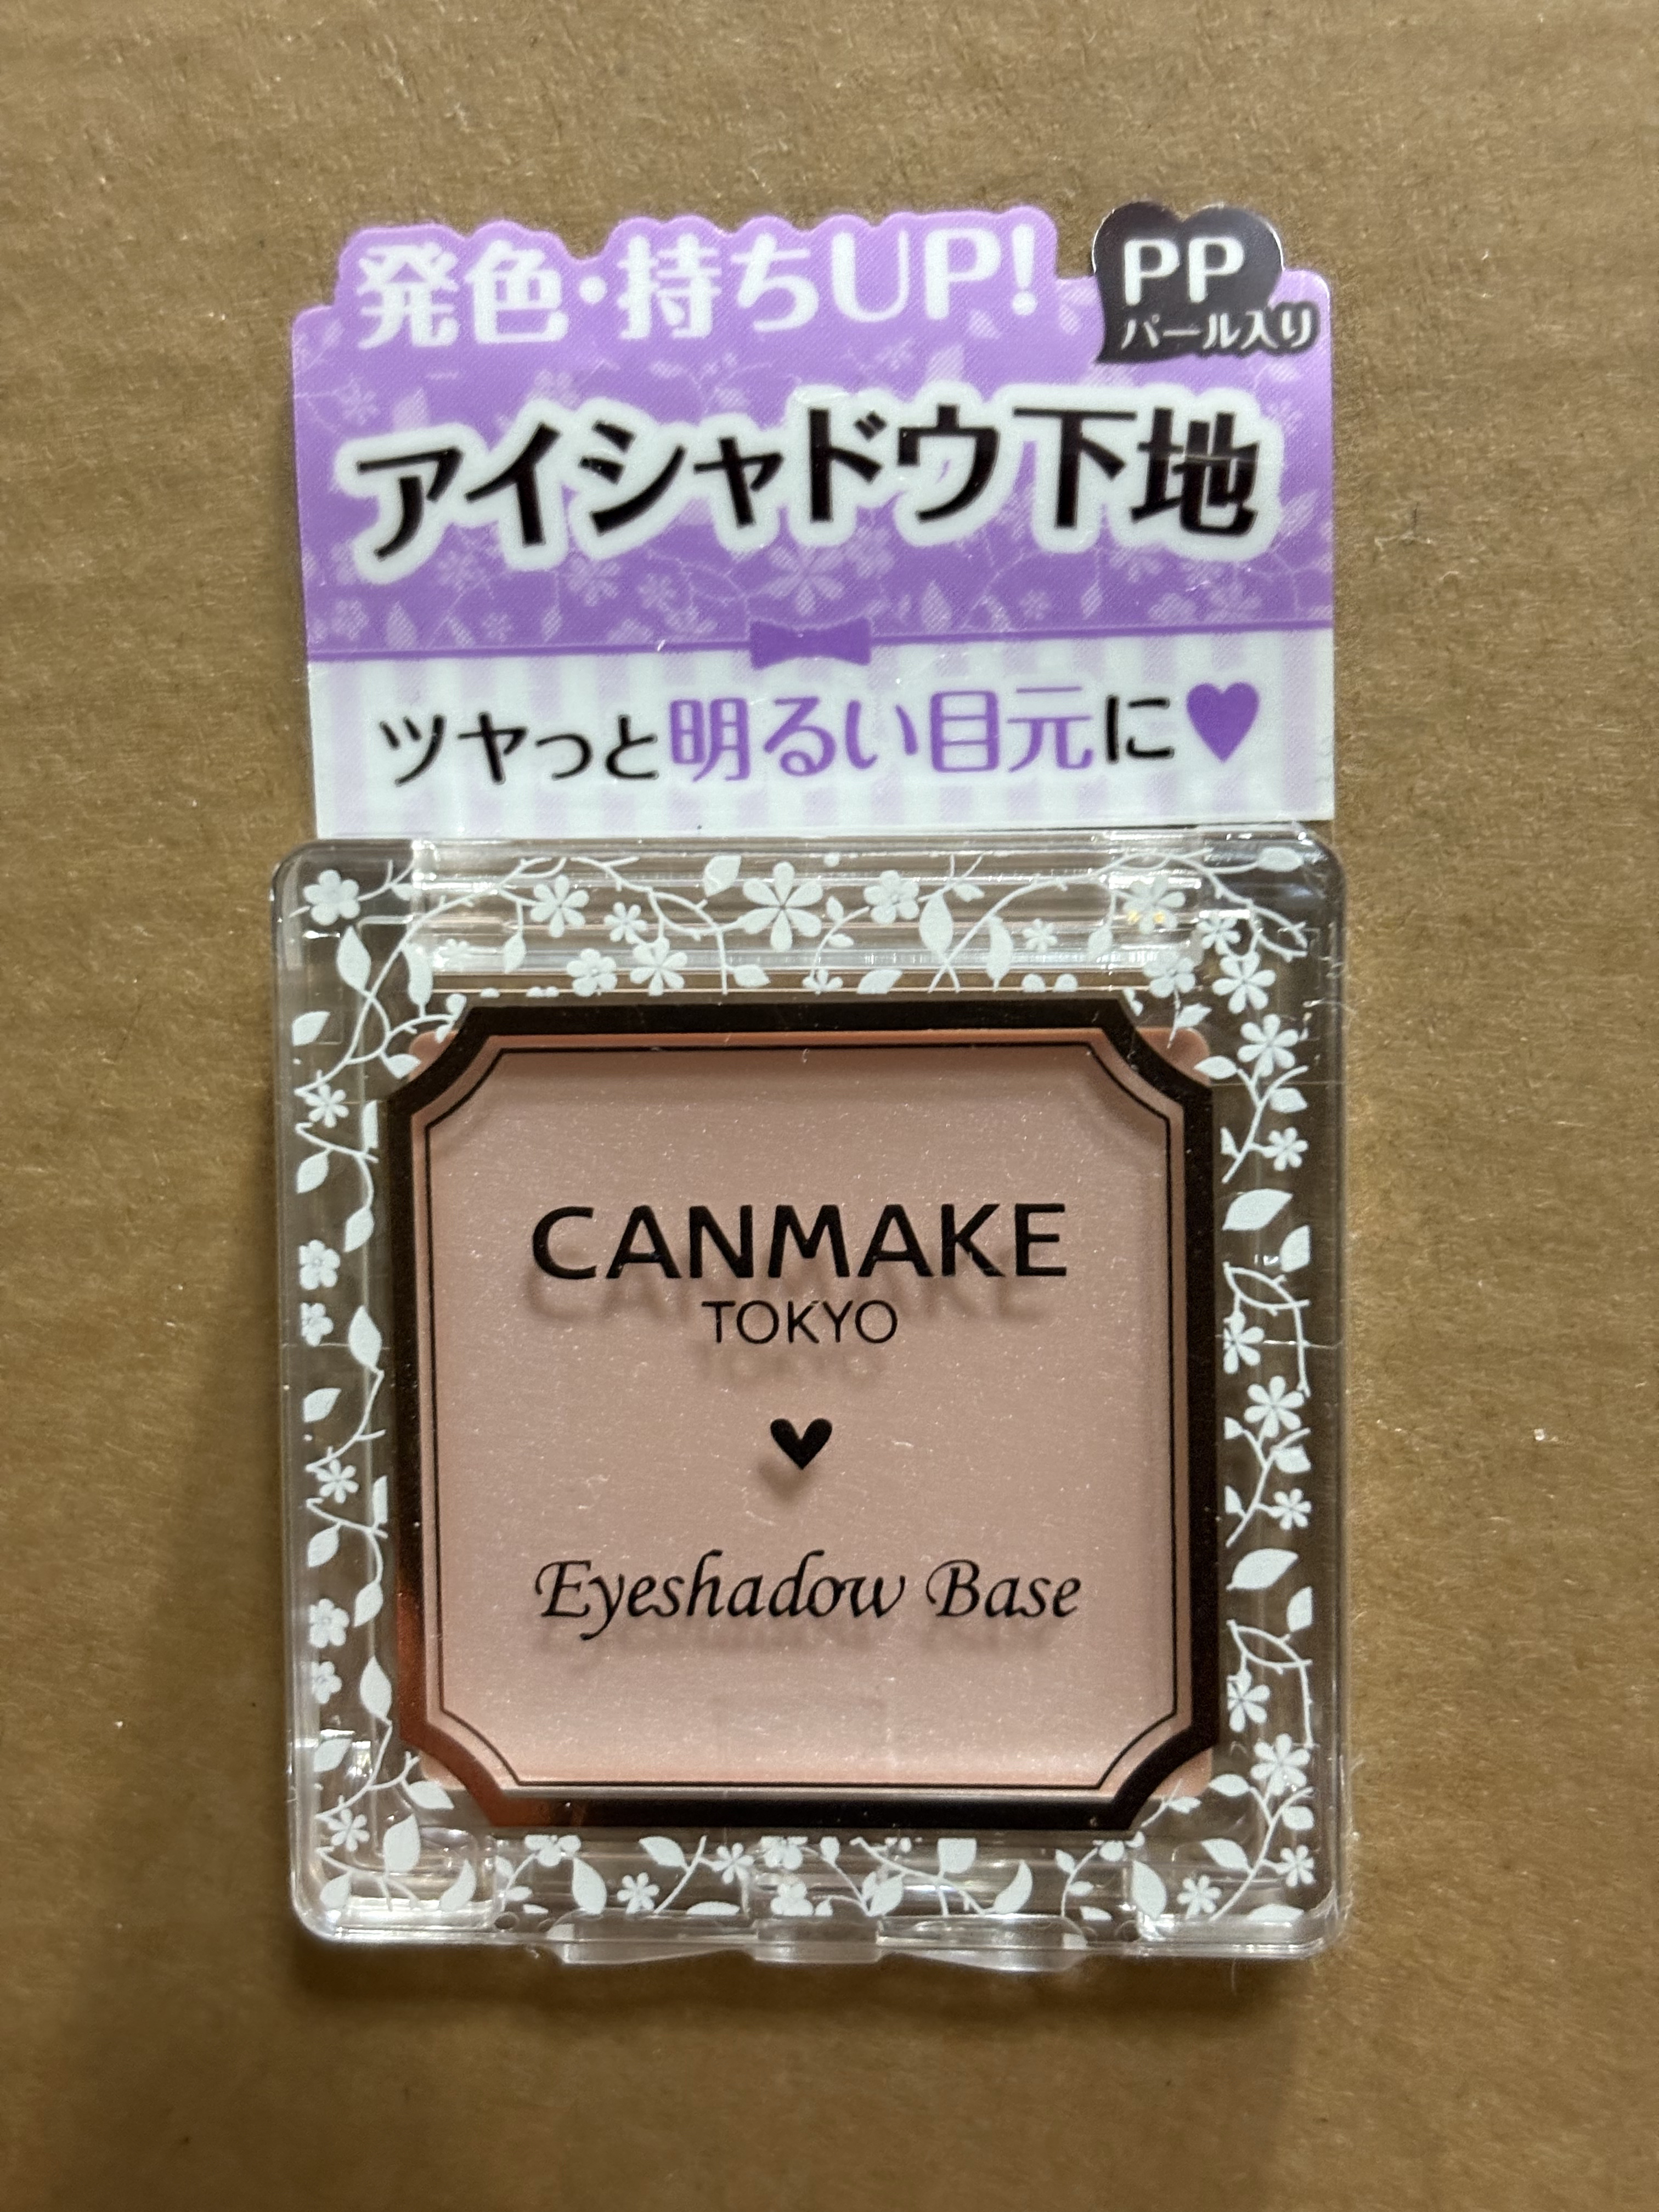 発色・持ちUP!
PP
パール入り
アイシャドウ下地
ツヤっと明るい目元に♥
CANMAKE
TOKYO
Eyeshadow Base